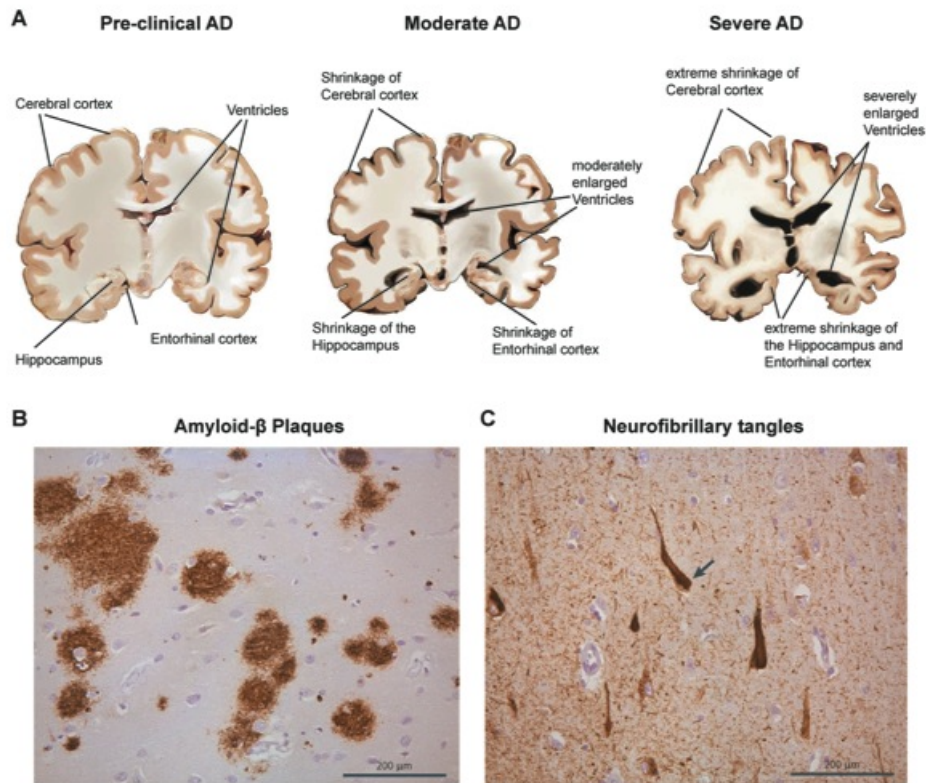 A
Pre-clinical AD
Moderate AD
Severe AD
Cerebral cortex
Ventricles
Hippocampus
Entorhinal cortex
Shrinkage of
Cerebral cortex
moderately
enlarged
Ventricles
Shrinkage of the
Hippocampus
Shrinkage of
Entorhinal cortex
extreme shrinkage of
Cerebral cortex
severely
enlarged
Ventricles
extreme shrinkage of
the Hippocampus and
Entorhinal cortex
B
Amyloid-β Plaques
200 µm
C
Neurofibrillary tangles
200 µm